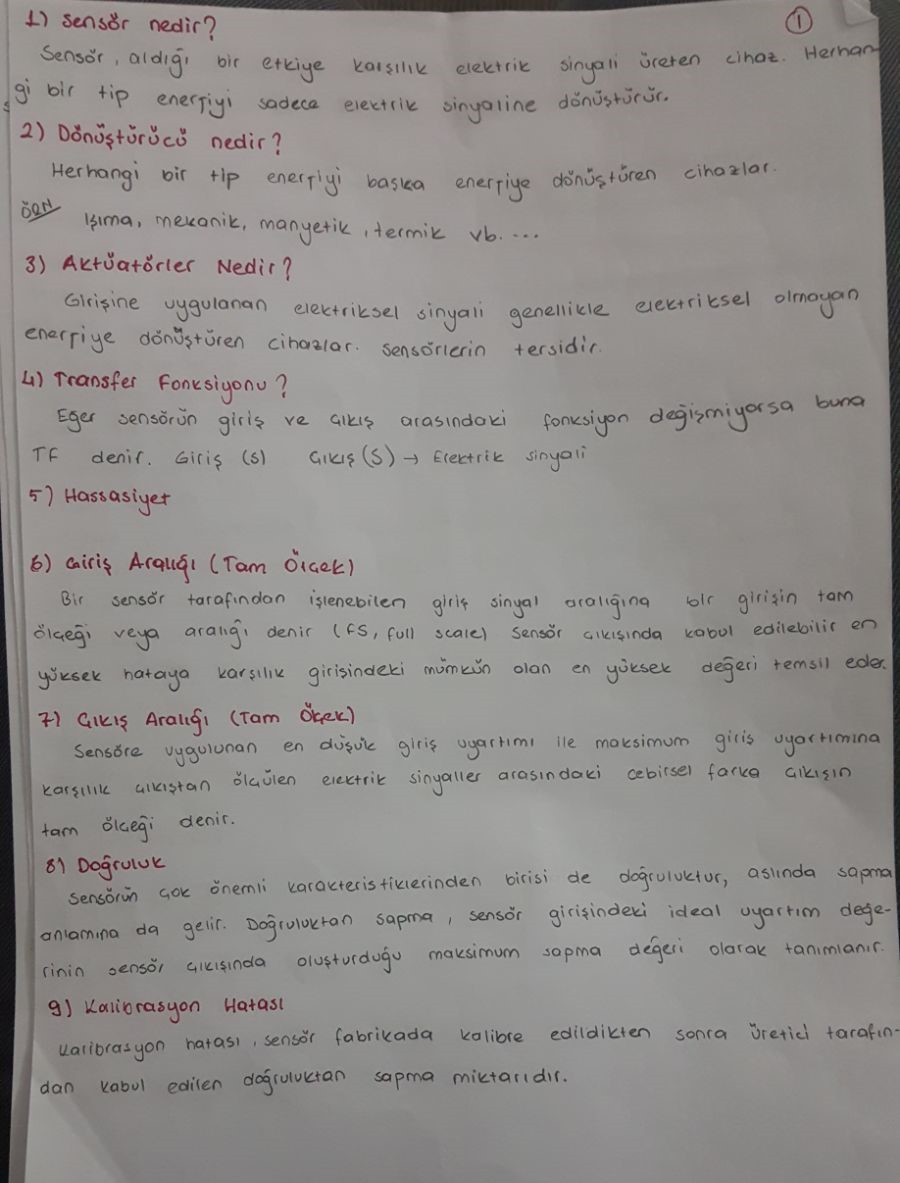 1) Sensör nedir?
①
Sensör, aldığı bir etkiye karşılık elektrik sinyali üreten cihaz. Herhan
gi bir tip enerjiyi sadece elektrik sinyaline dönüştürür.
2) Dönüştürücü nedir?
Herhangi bir tip enerjiyi başka enerjiye dönüştüren cihazlar.
ÖRN Işıma, mekanik, manyetik, termik vb. ...
3) Aktüatörler Nedir?
Girişine uygulanan elektriksel sinyali genellikle elektriksel olmayan
enerjiye dönüştüren cihazlar. Sensörlerin tersidir.
4) Transfer Fonksiyonu?
Eğer sensörün giriş ve çıkış arasındaki fonksiyon değişmiyorsa buna
TF denir. Giriş (s) Çıkış (S) → Elektrik sinyali
5) Hassasiyet
6) Giriş Aralığı (Tam Ölçek)
Bir sensör tarafından işlenebilen giriş sinyal aralığına bir girişin tam
ölçeği veya aralığı denir (FS, full scale) Sensör çıkışında kabul edilebilir en
yüksek hataya karşılık girişindeki mümkün olan en yüksek değeri temsil eder.
7) Çıkış Aralığı (Tam Ölçek)
Sensöre uygulunan en düşük giriş uyartımı ile maksimum giriş uyartımına
karşılık çıkıştan ölçülen elektrik sinyaller arasındaki cebirsel farka çıkışın
tam ölçeği denir.
8) Doğruluk
Sensörün çok önemli karakteristiklerinden birisi de doğruluktur, aslında sapma
anlamına da gelir. Doğruluktan sapma, sensör girişindeki ideal uyartım değe-
rinin sensör çıkışında oluşturduğu maksimum sapma değeri olarak tanımlanır.
9) Kalibrasyon Hatası
Kalibrasyon hatası, sensör fabrikada kalibre edildikten sonra üretici tarafın-
dan kabul edilen doğruluktan sapma miktarıdır.